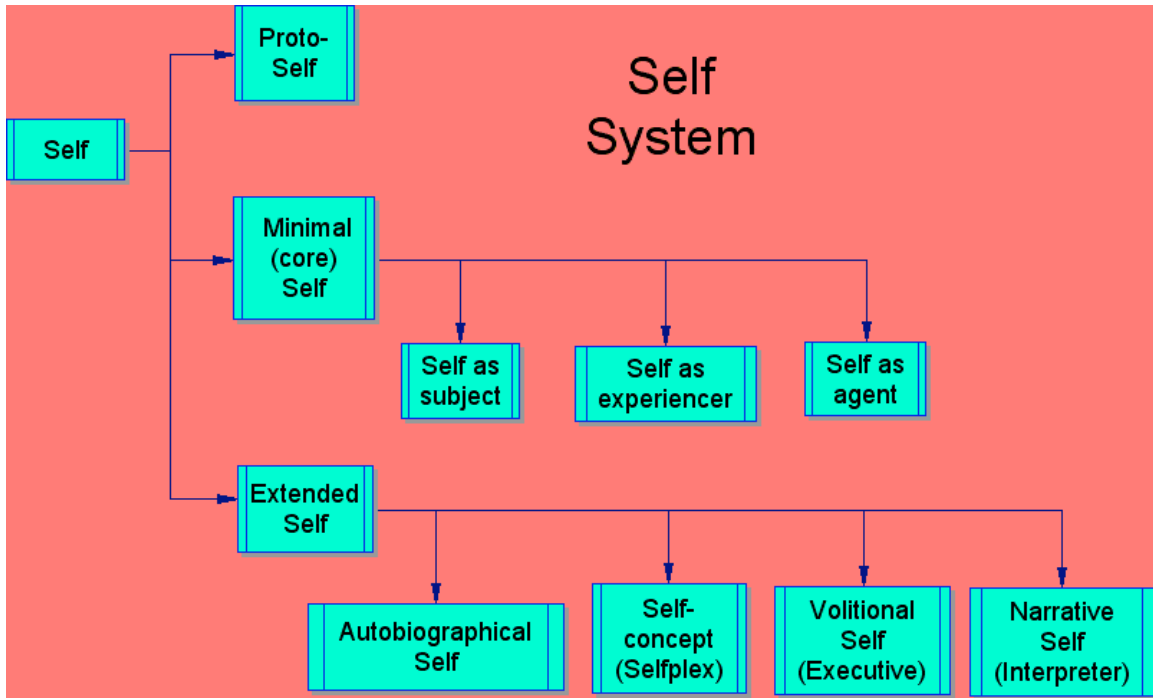 Self
System
Proto-
Self
Self
Minimal
(core)
Self
Self as
subject
Self as
experiencer
Self as
agent
Extended
Self
Autobiographical
Self
Self-
concept
(Selfplex)
Volitional
Self
(Executive)
Narrative
Self
(Interpreter)